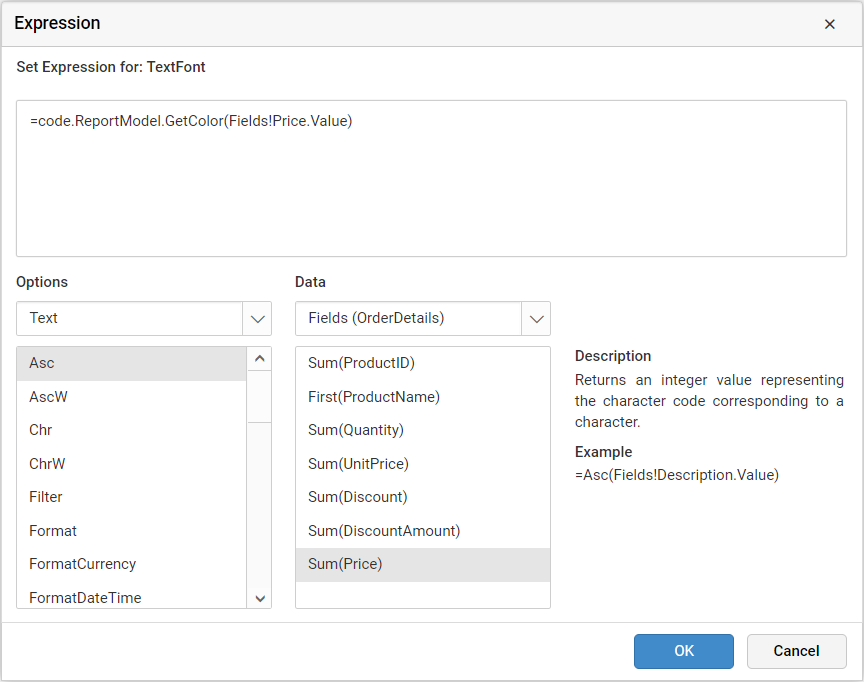 Expression
Set Expression for: TextFont
=code.ReportModel.GetColor(Fields!Price.Value)
Options
Text
Asc
AscW
Chr
ChrW
Filter
Format
FormatCurrency
FormatDateTime
Data
Fields (OrderDetails)
Sum(ProductID)
First(ProductName)
Sum(Quantity)
Sum(UnitPrice)
Sum(Discount)
Sum(DiscountAmount)
Sum(Price)
Description
Returns an integer value representing
the character code corresponding to a
character.
Example
=Asc(Fields!Description.Value)
OK
Cancel